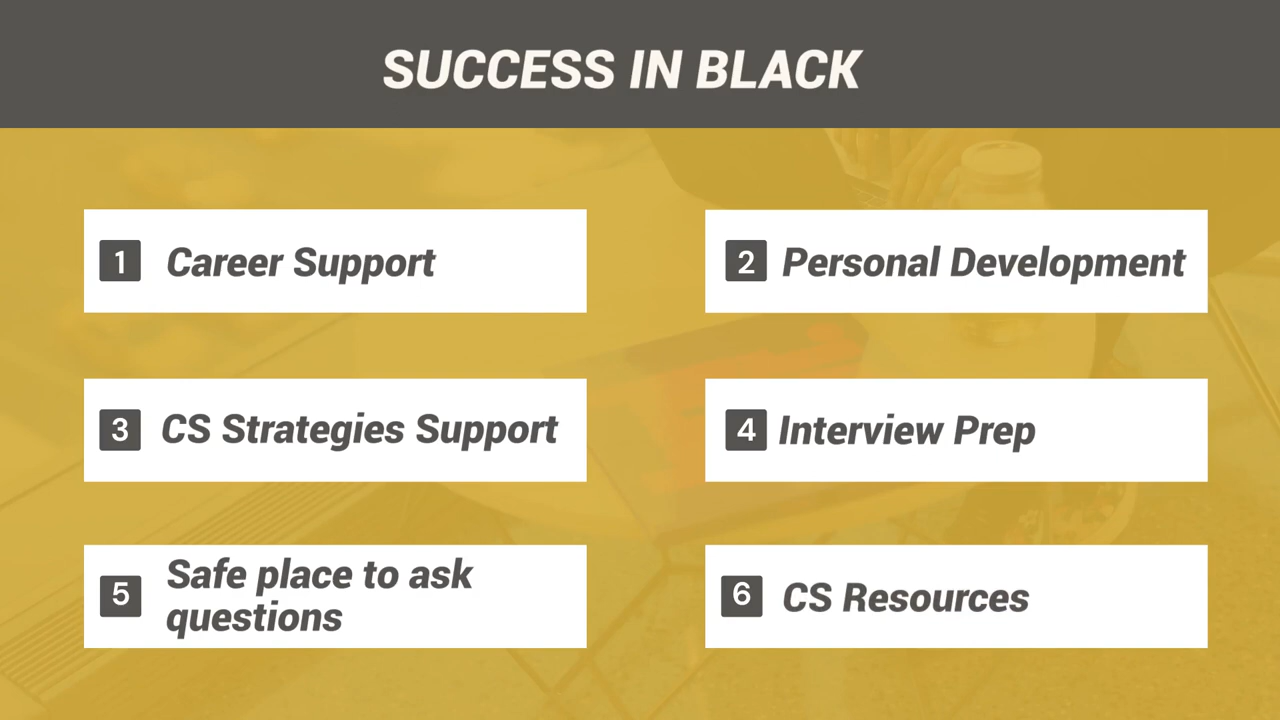 SUCCESS IN BLACK
1 Career Support
2 Personal Development
3 CS Strategies Support
4 Interview Prep
5 Safe place to ask
questions
6 CS Resources